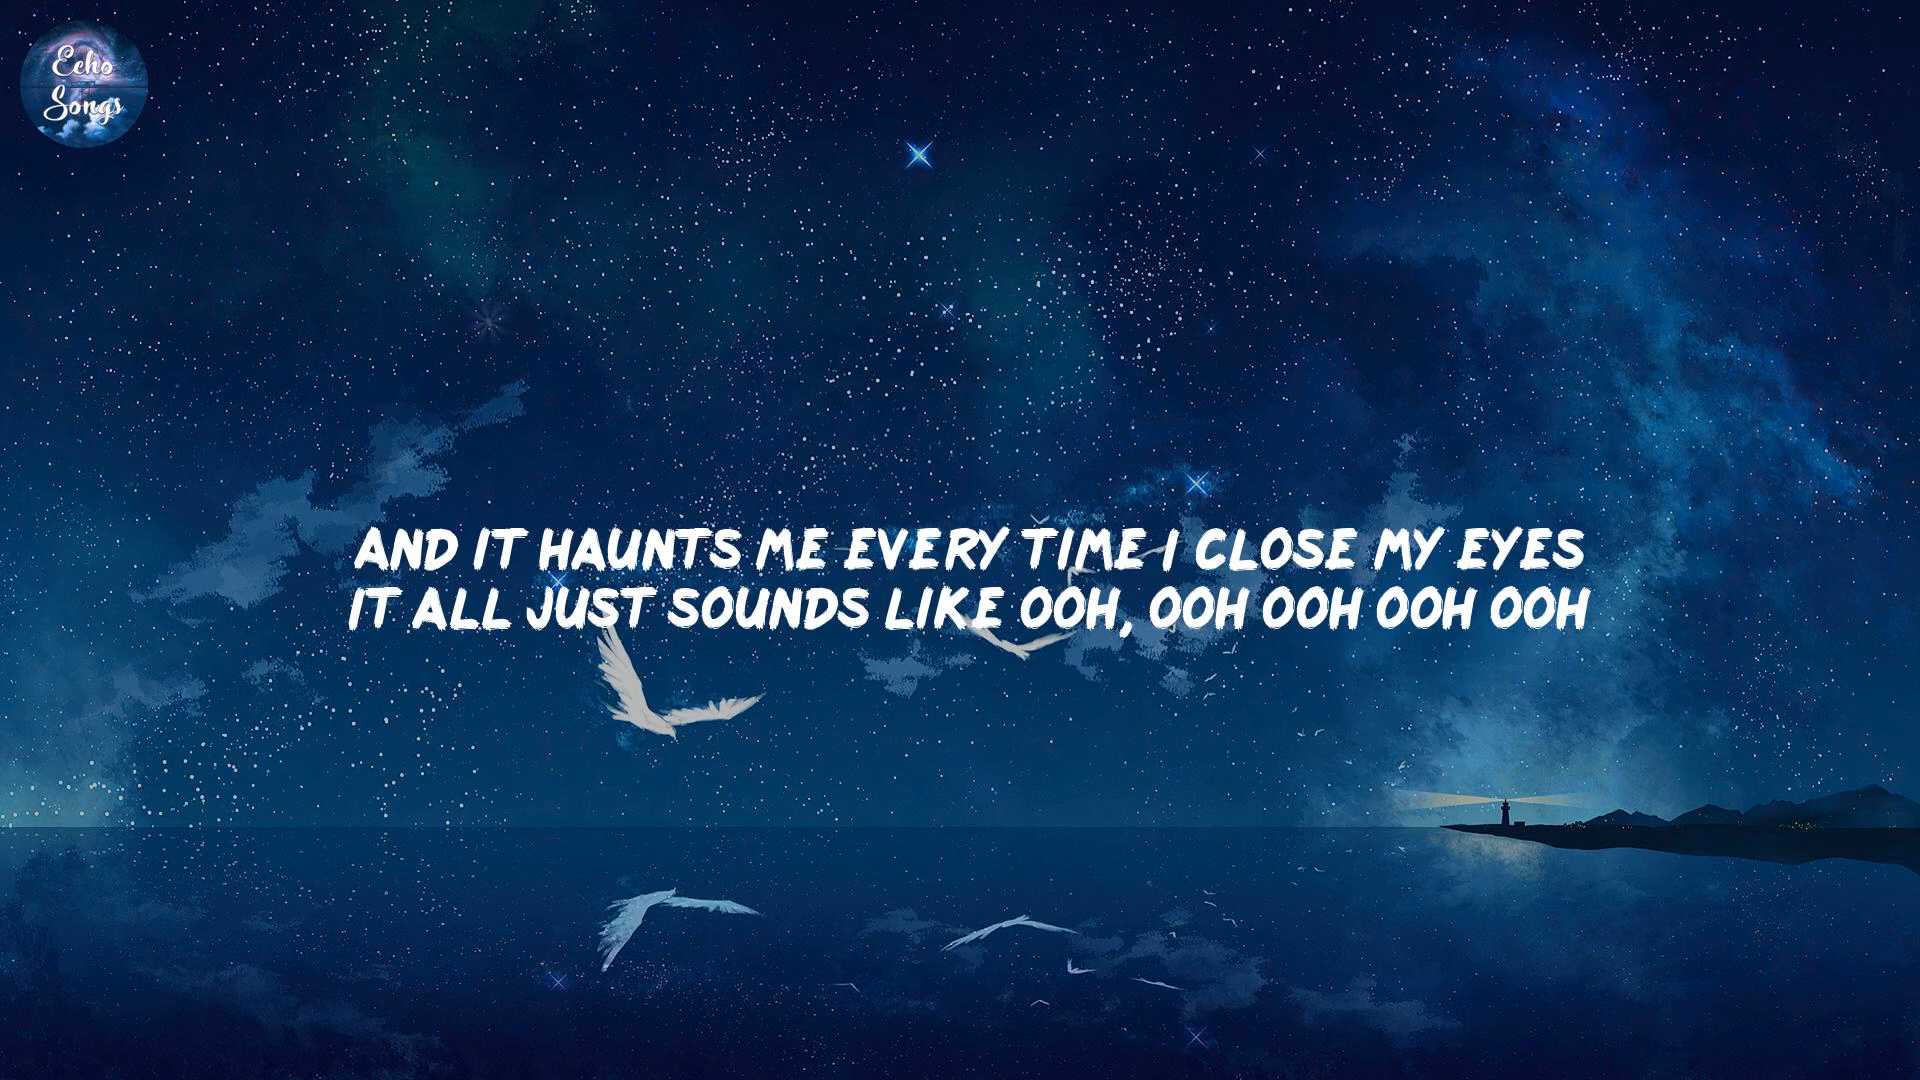 Echo
Songs
AND IT HAUNTS ME EVERY TIME I CLOSE MY EYES
IT ALL JUST SOUNDS LIKE OOH, OOH OOH OOH OOH